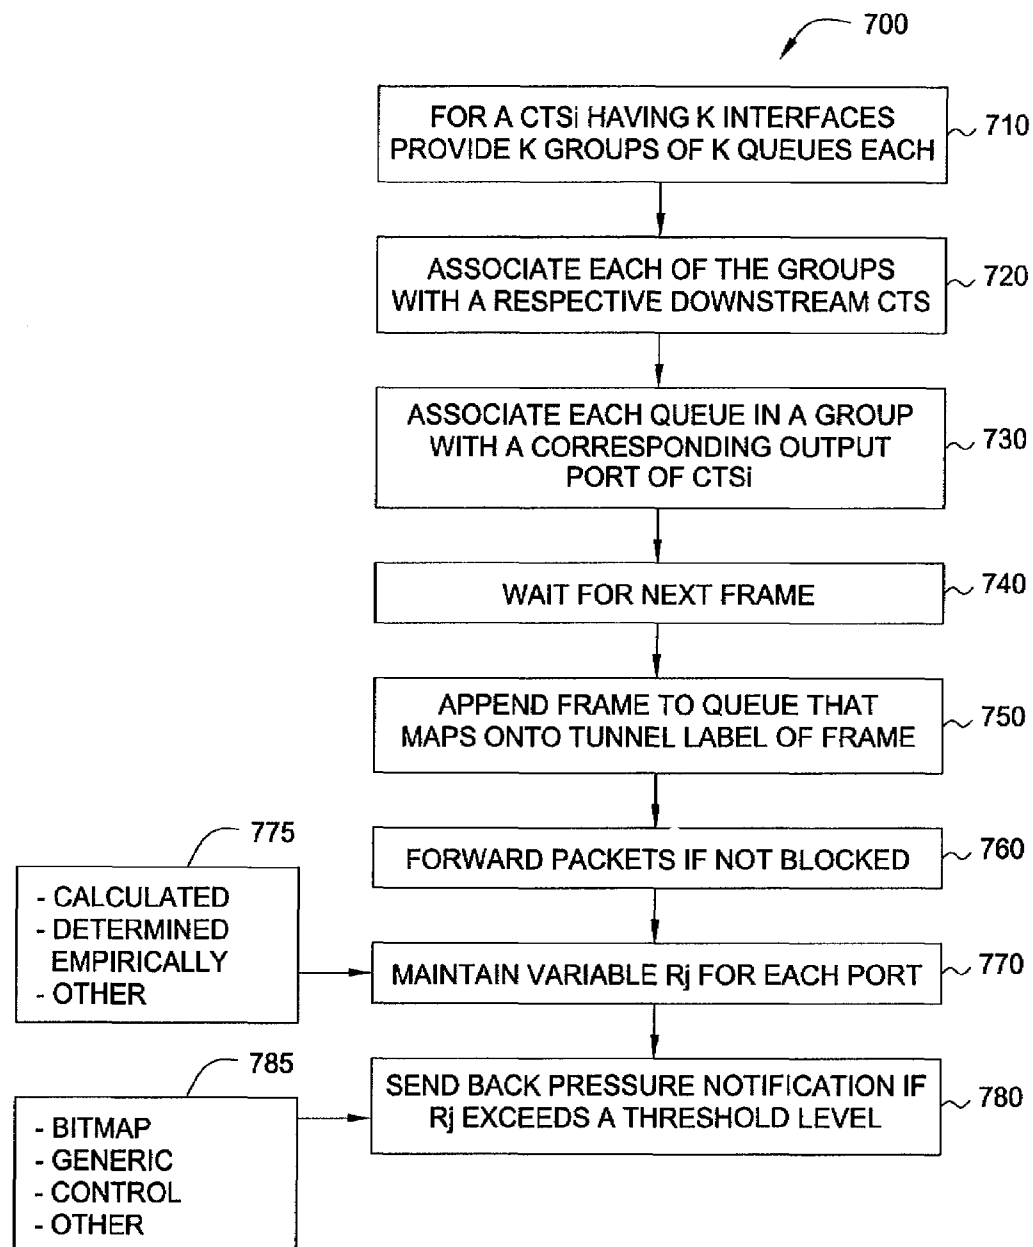 700
FOR A CTSi HAVING K INTERFACES
PROVIDE K GROUPS OF K QUEUES EACH
710
ASSOCIATE EACH OF THE GROUPS
WITH A RESPECTIVE DOWNSTREAM CTS
720
ASSOCIATE EACH QUEUE IN A GROUP
WITH A CORRESPONDING OUTPUT
PORT OF CTSi
730
WAIT FOR NEXT FRAME
740
APPEND FRAME TO QUEUE THAT
MAPS ONTO TUNNEL LABEL OF FRAME
750
FORWARD PACKETS IF NOT BLOCKED
760
775
- CALCULATED
- DETERMINED
EMPIRICALLY
- OTHER
MAINTAIN VARIABLE Rj FOR EACH PORT
770
785
- BITMAP
- GENERIC
- CONTROL
- OTHER
SEND BACK PRESSURE NOTIFICATION IF
Rj EXCEEDS A THRESHOLD LEVEL
780